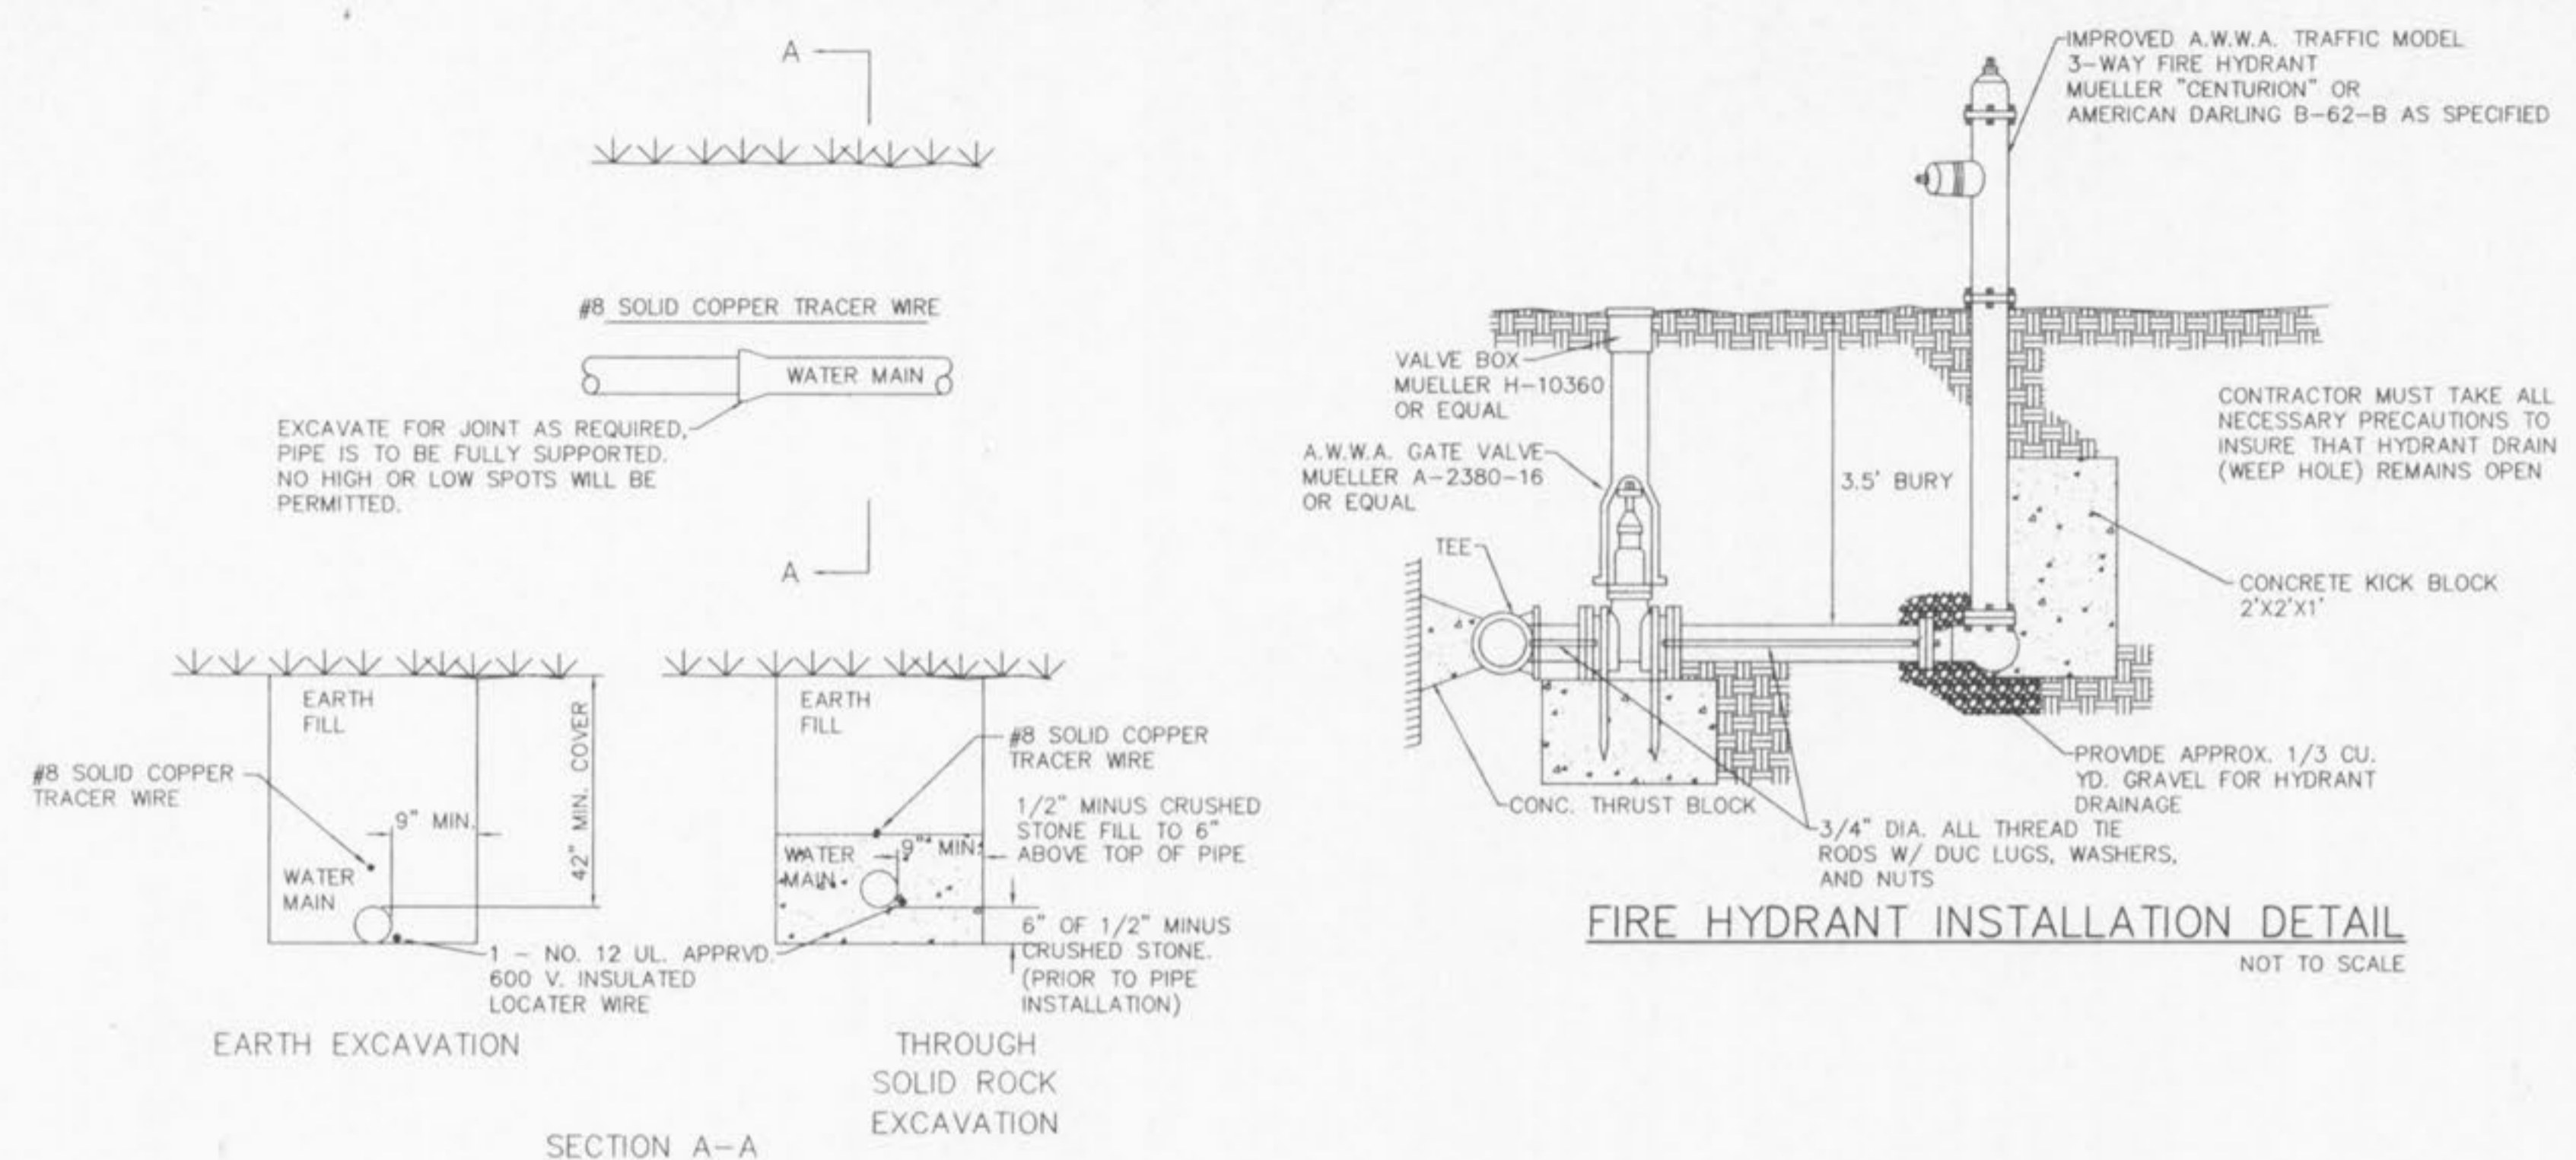 A
#8 SOLID COPPER TRACER WIRE
WATER MAIN
EXCAVATE FOR JOINT AS REQUIRED,
PIPE IS TO BE FULLY SUPPORTED.
NO HIGH OR LOW SPOTS WILL BE
PERMITTED.
A
EARTH
FILL
#8 SOLID COPPER
TRACER WIRE
9" MIN.
42" MIN. COVER
WATER
MAIN
1 - NO. 12 UL. APPRVD.
600 V. INSULATED
LOCATER WIRE
EARTH EXCAVATION
EARTH
FILL
#8 SOLID COPPER
TRACER WIRE
1/2" MINUS CRUSHED
STONE FILL TO 6"
ABOVE TOP OF PIPE
WATER
MAIN
9" MIN.
6" OF 1/2" MINUS
CRUSHED STONE.
(PRIOR TO PIPE
INSTALLATION)
THROUGH
SOLID ROCK
EXCAVATION
SECTION A-A
IMPROVED A.W.W.A. TRAFFIC MODEL
3-WAY FIRE HYDRANT
MUELLER "CENTURION" OR
AMERICAN DARLING B-62-B AS SPECIFIED
VALVE BOX
MUELLER H-10360
OR EQUAL
A.W.W.A. GATE VALVE
MUELLER A-2380-16
OR EQUAL
TEE
3.5' BURY
CONTRACTOR MUST TAKE ALL
NECESSARY PRECAUTIONS TO
INSURE THAT HYDRANT DRAIN
(WEEP HOLE) REMAINS OPEN
CONCRETE KICK BLOCK
2'X2'X1'
PROVIDE APPROX. 1/3 CU.
YD. GRAVEL FOR HYDRANT
DRAINAGE
CONC. THRUST BLOCK
3/4" DIA. ALL THREAD TIE
RODS W/ DUC LUGS, WASHERS,
AND NUTS
FIRE HYDRANT INSTALLATION DETAIL
NOT TO SCALE